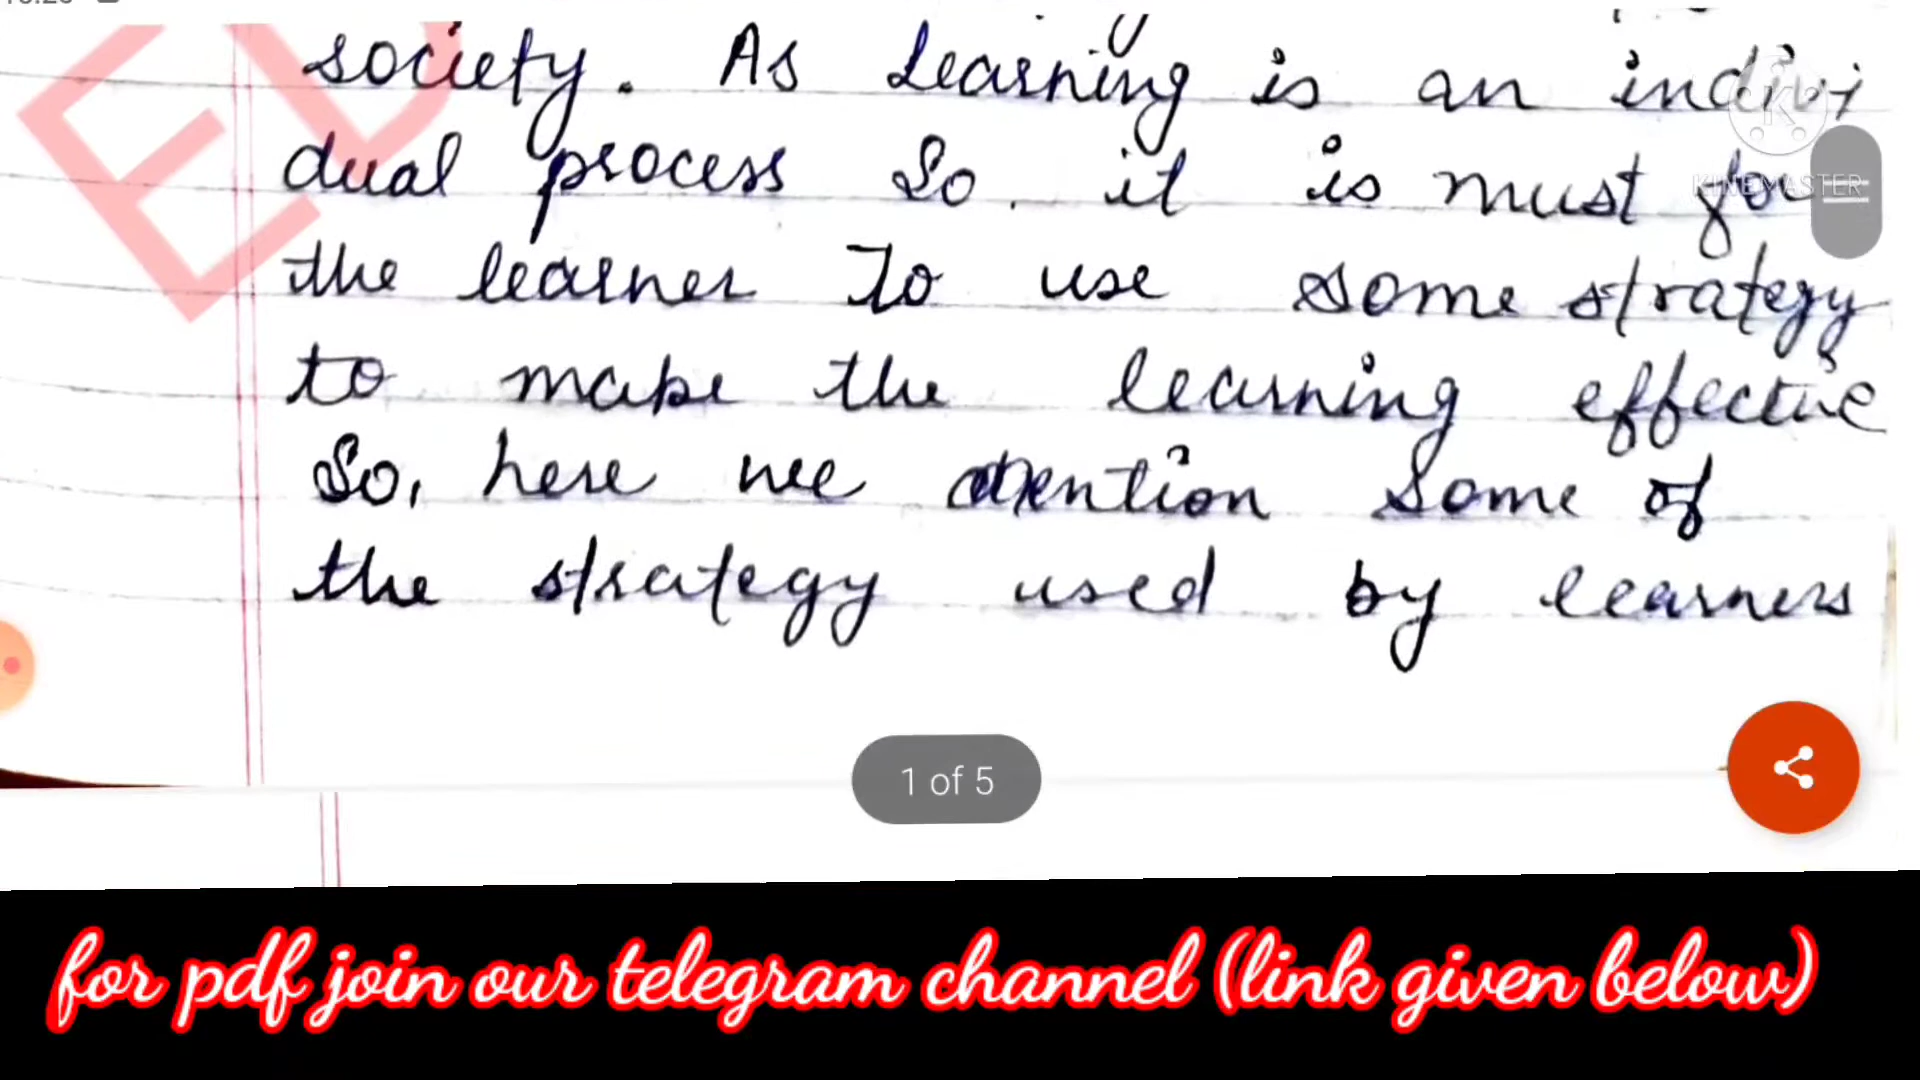 society. As Learning is an indivi
dual process So. it is must for
the learner To use some strategy
to make the learning effective
So, here we mention Some of
the strategy used by learners
1 of 5
KINEMASTER
for pdf join our telegram channel (link given below)